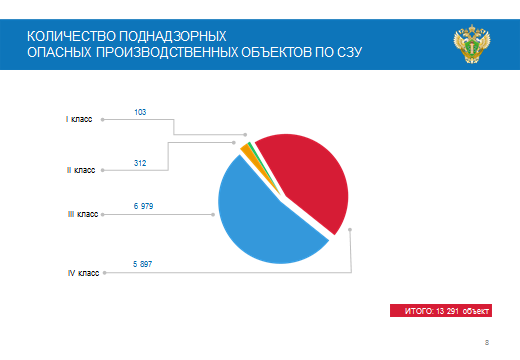 КОЛИЧЕСТВО ПОДНАДЗОРНЫХ
ОПАСНЫХ ПРОИЗВОДСТВЕННЫХ ОБЪЕКТОВ ПО СЗУ
I класс
103
II класс
312
III класс
6 979
IV класс
5 897
ИТОГО: 13 291 объект
8